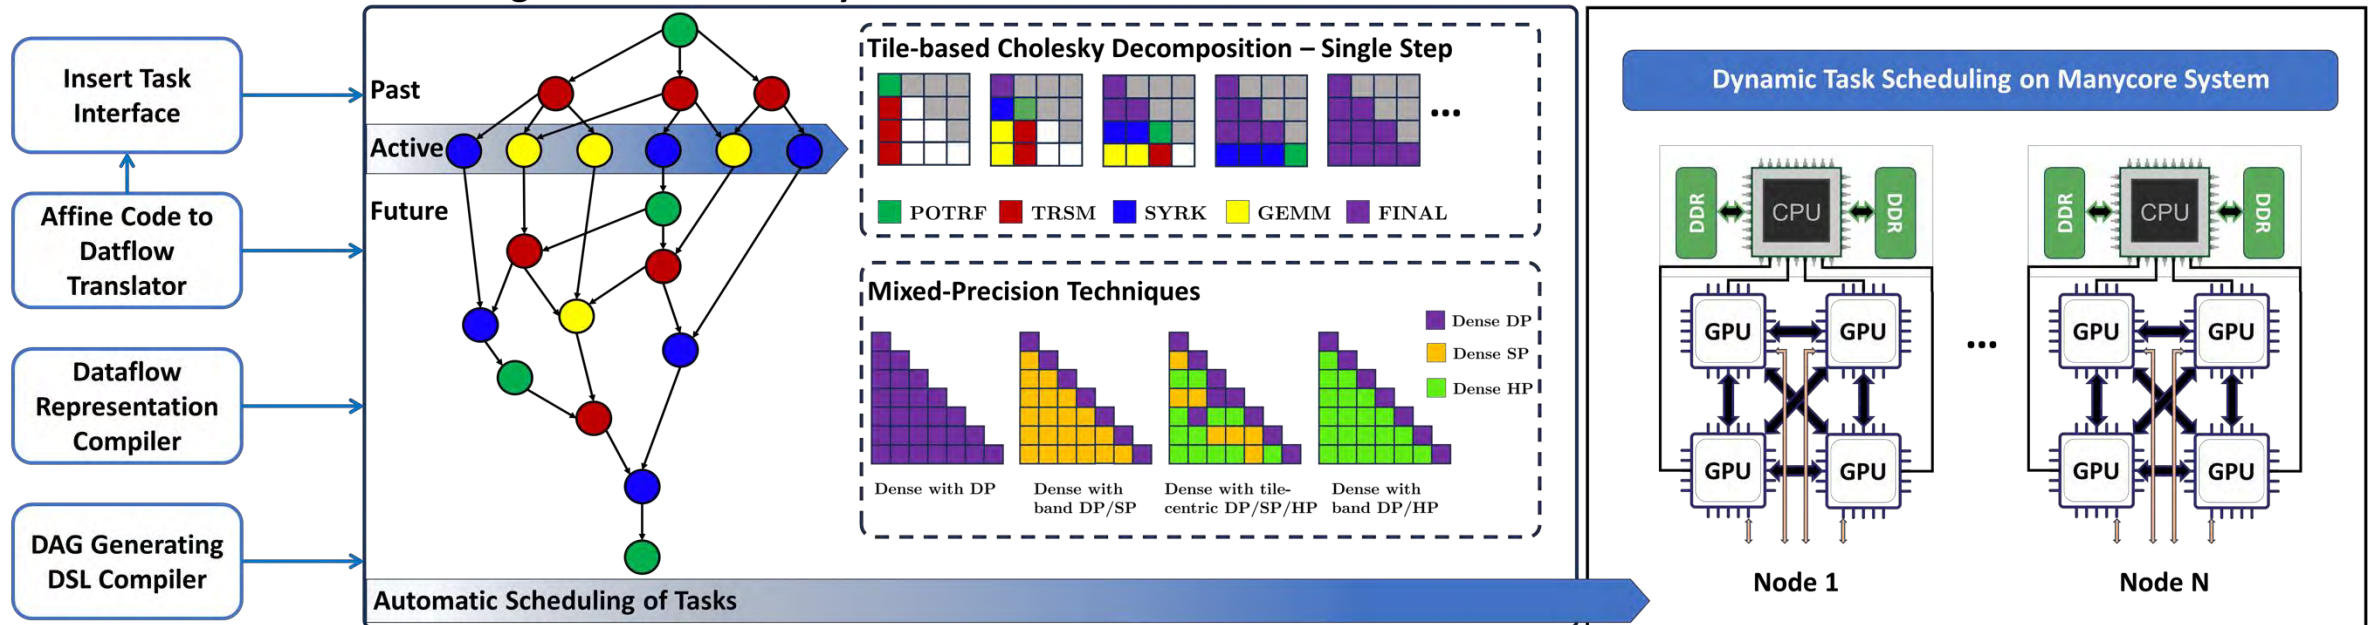 Insert Task
Interface
Affine Code to
Datflow
Translator
Dataflow
Representation
Compiler
DAG Generating
DSL Compiler
Past
Active
Future
Tile-based Cholesky Decomposition – Single Step
...
POTRF TRSM SYRK GEMM FINAL
Mixed-Precision Techniques
Dense DP
Dense SP
Dense HP
Dense with DP
Dense with
band DP/SP
Dense with tile-
centric DP/SP/HP
Dense with
band DP/HP
Automatic Scheduling of Tasks
Dynamic Task Scheduling on Manycore System
DDR CPU DDR
GPU GPU
GPU GPU
Node 1
...
DDR CPU DDR
GPU GPU
GPU GPU
Node N